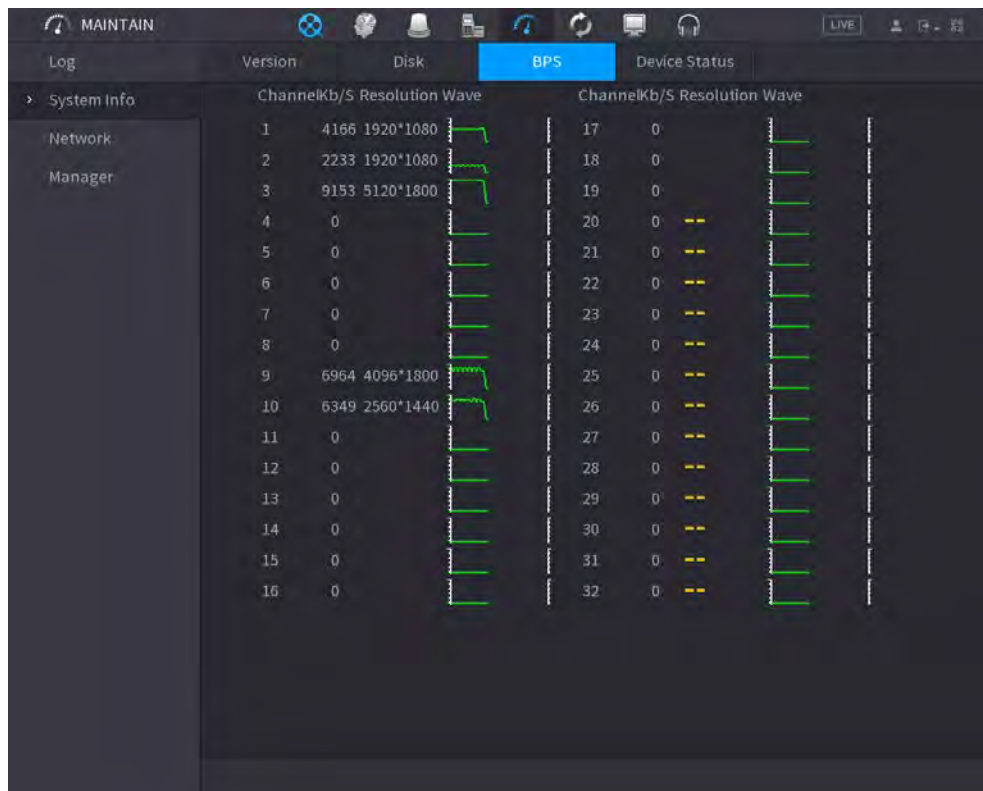 MAINTAIN LIVE
Log Version Disk BPS Device Status
System Info
Network
Manager
ChannelKb/S Resolution Wave ChannelKb/S Resolution Wave
1 4166 1920*1080 17 0
2 2233 1920*1080 18 0
3 9153 5120*1800 19 0
4 0 20 0 --
5 0 21 0 --
6 0 22 0 --
7 0 23 0 --
8 0 24 0 --
9 6964 4096*1800 25 0 --
10 6349 2560*1440 26 0 --
11 0 27 0 --
12 0 28 0 --
13 0 29 0 --
14 0 30 0 --
15 0 31 0 --
16 0 32 0 --